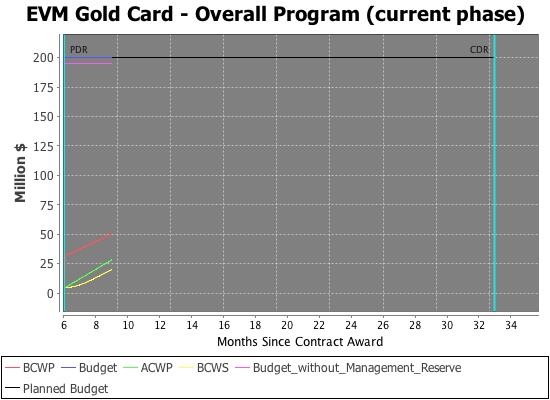 EVM Gold Card - Overall Program (current phase)
PDR
CDR
200
175
150
125
100
75
50
25
0
Million $
6 8 10 12 14 16 18 20 22 24 26 28 30 32 34
Months Since Contract Award
BCWP Budget ACWP BCWS Budget_without_Management_Reserve
Planned Budget